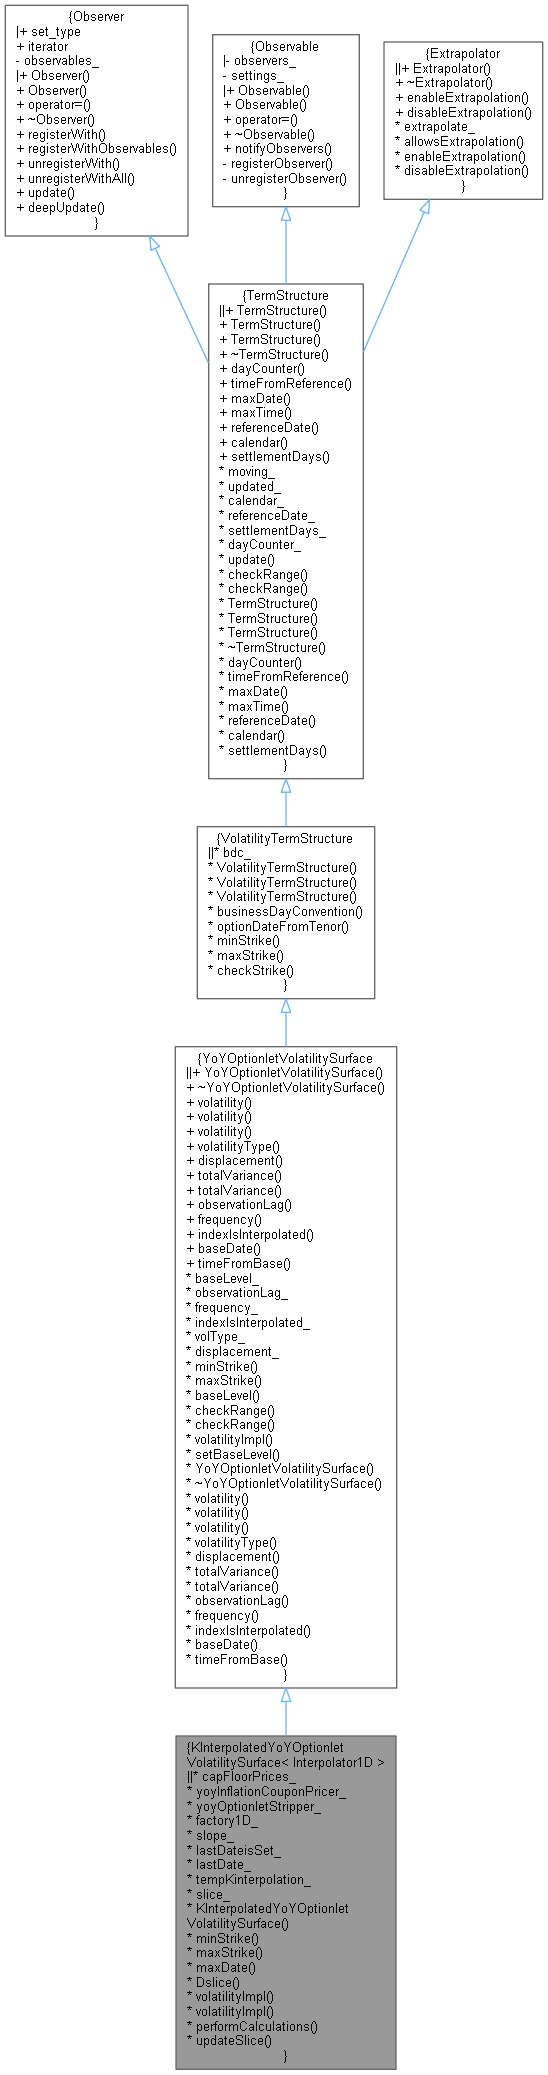 {Observer
|+ set_type
+ iterator
- observables_
|+ Observer()
+ Observer()
+ operator=()
+ ~Observer()
+ registerWith()
+ registerWithObservables()
+ unregisterWith()
+ unregisterWithAll()
+ update()
+ deepUpdate()
}
{Observable
|- observers_
- settings_
|+ Observable()
+ Observable()
+ operator=()
+ ~Observable()
+ notifyObservers()
- registerObserver()
- unregisterObserver()
}
{Extrapolator
||+ Extrapolator()
+ ~Extrapolator()
+ enableExtrapolation()
+ disableExtrapolation()
* extrapolate_
* allowsExtrapolation()
* enableExtrapolation()
* disableExtrapolation()
}
{TermStructure
||+ TermStructure()
+ TermStructure()
+ TermStructure()
+ ~TermStructure()
+ dayCounter()
+ timeFromReference()
+ maxDate()
+ maxTime()
+ referenceDate()
+ calendar()
+ settlementDays()
* moving_
* updated_
* calendar_
* referenceDate_
* settlementDays_
* dayCounter_
* update()
* checkRange()
* checkRange()
* TermStructure()
* TermStructure()
* TermStructure()
* ~TermStructure()
* dayCounter()
* timeFromReference()
* maxDate()
* maxTime()
* referenceDate()
* calendar()
* settlementDays()
}
{VolatilityTermStructure
||* bdc_
* VolatilityTermStructure()
* VolatilityTermStructure()
* VolatilityTermStructure()
* businessDayConvention()
* optionDateFromTenor()
* minStrike()
* maxStrike()
* checkStrike()
}
{YoYOptionletVolatilitySurface
||+ YoYOptionletVolatilitySurface()
+ ~YoYOptionletVolatilitySurface()
+ volatility()
+ volatility()
+ volatility()
+ volatilityType()
+ displacement()
+ totalVariance()
+ totalVariance()
+ observationLag()
+ frequency()
+ indexIsInterpolated()
+ baseDate()
+ timeFromBase()
* baseLevel_
* observationLag_
* frequency_
* indexIsInterpolated_
* volType_
* displacement_
* minStrike()
* maxStrike()
* baseLevel()
* checkRange()
* checkRange()
* volatilityImpl()
* setBaseLevel()
* YoYOptionletVolatilitySurface()
* ~YoYOptionletVolatilitySurface()
* volatility()
* volatility()
* volatility()
* volatilityType()
* displacement()
* totalVariance()
* totalVariance()
* observationLag()
* frequency()
* indexIsInterpolated()
* baseDate()
* timeFromBase()
}
{KInterpolatedYoYOptionlet
VolatilitySurface< Interpolator1D >
||* capFloorPrices_
* yoyInflationCouponPricer_
* yoyOptionletStripper_
* factory1D_
* slope_
* lastDateisSet_
* lastDate_
* tempKinterpolation_
* slice_
* KInterpolatedYoYOptionlet
VolatilitySurface()
* minStrike()
* maxStrike()
* maxDate()
* Dslice()
* volatilityImpl()
* volatilityImpl()
* performCalculations()
* updateSlice()
}